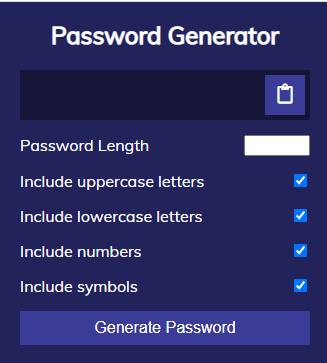 Password Generator
Password Length
Include uppercase letters
Include lowercase letters
Include numbers
Include symbols
Generate Password